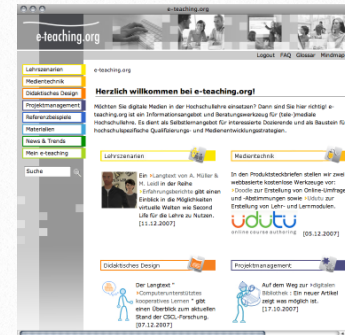 e-teaching.org
e-teaching.org
Logout FAQ Glossar Mindmap
Lehrszenarien
Medientechnik
Didaktisches Design
Projektmanagement
Referenzbeispiele
Materialien
News & Trends
Mein e-teaching
Suche
e-teaching.org
Herzlich willkommen bei e-teaching.org!
Möchten Sie digitale Medien in der Hochschullehre einsetzen? Dann sind Sie hier richtig! e-
teaching.org ist ein Informationsangebot und Beratungswerkzeug für (tele-)mediale
Hochschullehre. Es dient als Selbstlernangebot für interessierte Dozierende und als Baustein für
hochschulspezifische Qualifizierungs- und Medienentwicklungsstrategien.
Lehrszenarien
Ein »Langtext von A. Müller &
M. Leidl in der Reihe
»Erfahrungsberichte gibt einen
Einblick in die Möglichkeiten
virtuelle Welten wie Second
Life für die Lehre zu Nutzen.
[11.12.2007]
Medientechnik
In den Produktsteckbriefen stellen wir zwei
webbasierte kostenlose Werkzeuge vor:
»Doodle zur Erstellung von Online-Umfragen
und -Abstimmungen sowie »Udutu zur
Erstellung von Lehr- und Lernmodulen.
udutu
online course authoring
[05.12.2007]
Didaktisches Design
Der Langtext "
»Computerunterstütztes
kooperatives Lernen " gibt
einen Überblick zum aktuellen
Stand der CSCL-Forschung.
[07.12.2007]
Projektmanagement
Auf dem Weg zur »digitalen
Bibliothek : Ein neuer Artikel
zeigt was möglich ist.
[17.10.2007]